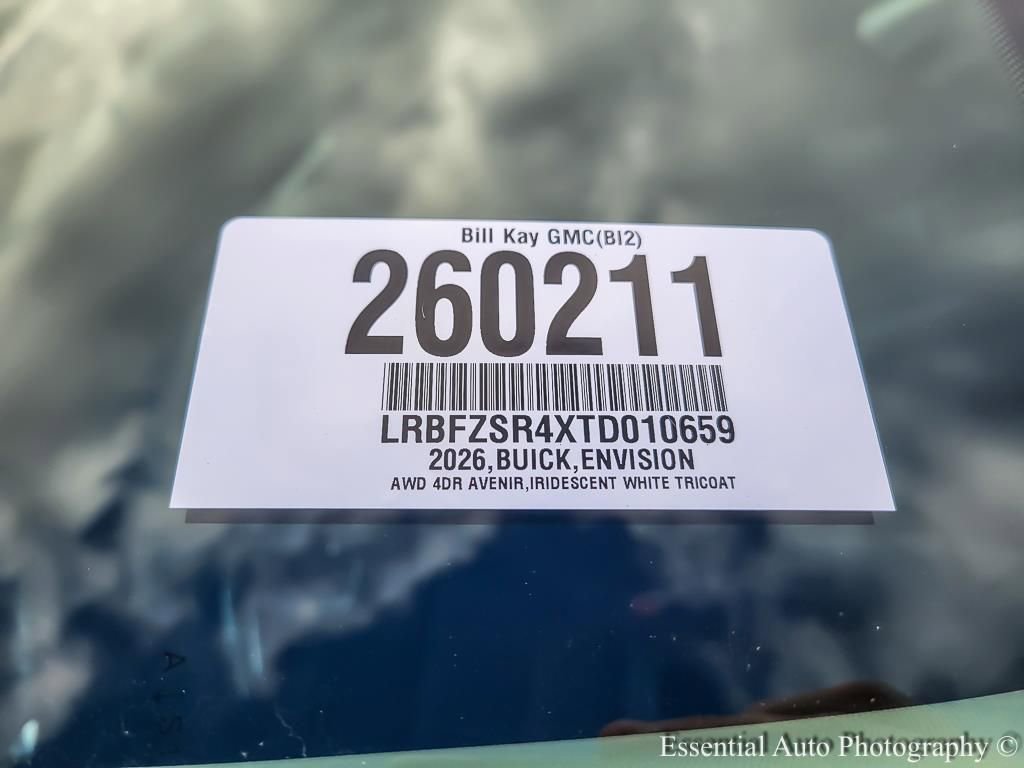 Bill Kay GMC(BI2)
260211
LRBFZSR4XTD010659
2026,BUICK,ENVISION
AWD 4DR AVENIR,IRIDESCENT WHITE TRICOAT
Essential Auto Photography ©